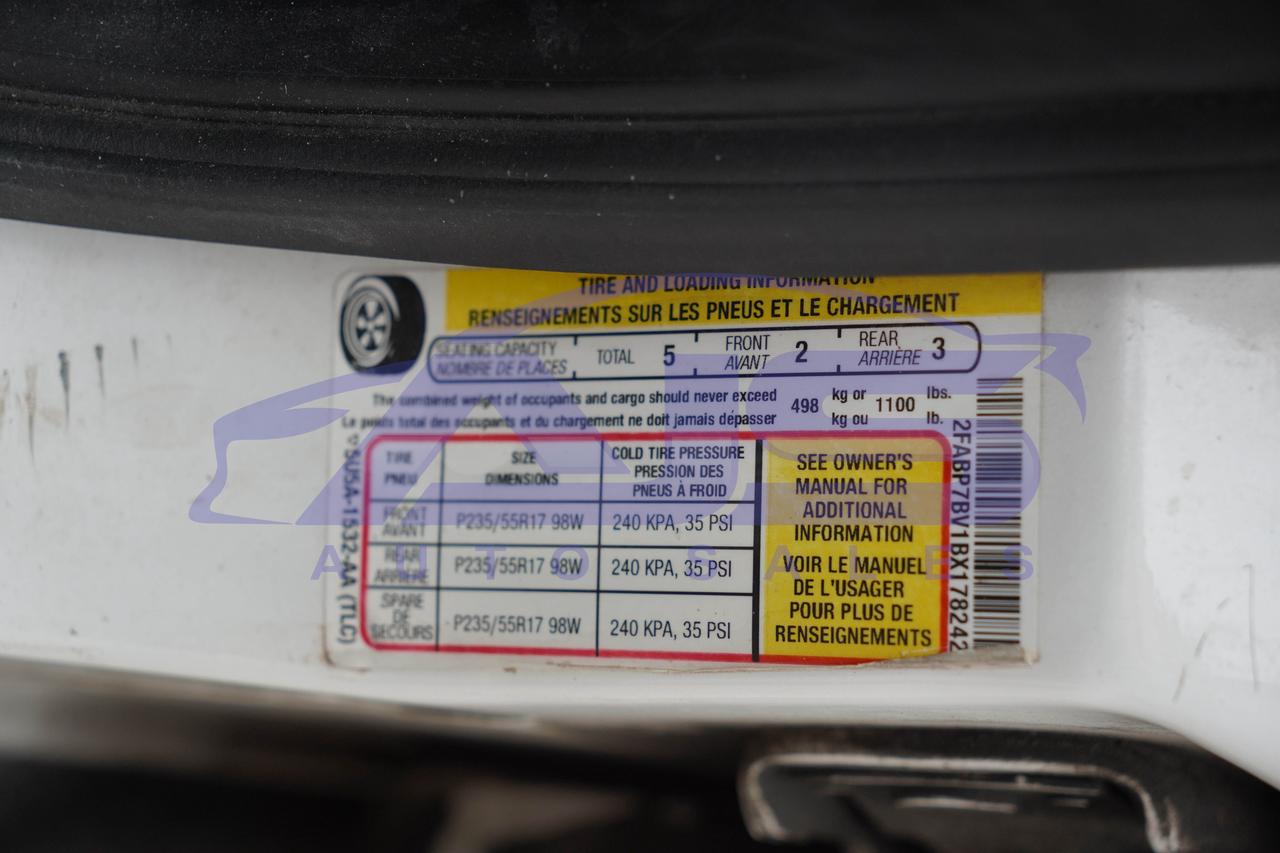 TIRE AND LOADING INFORMATION
RENSEIGNEMENTS SUR LES PNEUS ET LE CHARGEMENT
SEATING CAPACITY
NOMBRE DE PLACES
TOTAL 5
FRONT
AVANT
2
REAR
ARRIÈRE
3
The combined weight of occupants and cargo should never exceed
Le poids total des occupants et du chargement ne doit jamais dépasser
498
kg or
kg ou
1100
lbs.
lb.
TIRE
PNEU
SIZE
DIMENSIONS
COLD TIRE PRESSURE
PRESSION DES
PNEUS À FROID
FRONT
AVANT
P235/55R17 98W
240 KPA, 35 PSI
REAR
ARRIÈRE
P235/55R17 98W
240 KPA, 35 PSI
SPARE
DE
SECOURS
P235/55R17 98W
240 KPA, 35 PSI
SEE OWNER'S
MANUAL FOR
ADDITIONAL
INFORMATION
VOIR LE MANUEL
DE L'USAGER
POUR PLUS DE
RENSEIGNEMENTS
5U5A-1532-AA (TLC)
2FABP7BV1BX178242
AJS
AUTO SALES